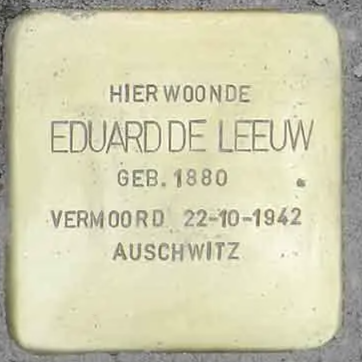 HIER WOONDE
EDUARD DE LEEUW
GEB. 1880
VERMOORD 22-10-1942
AUSCHWITZ